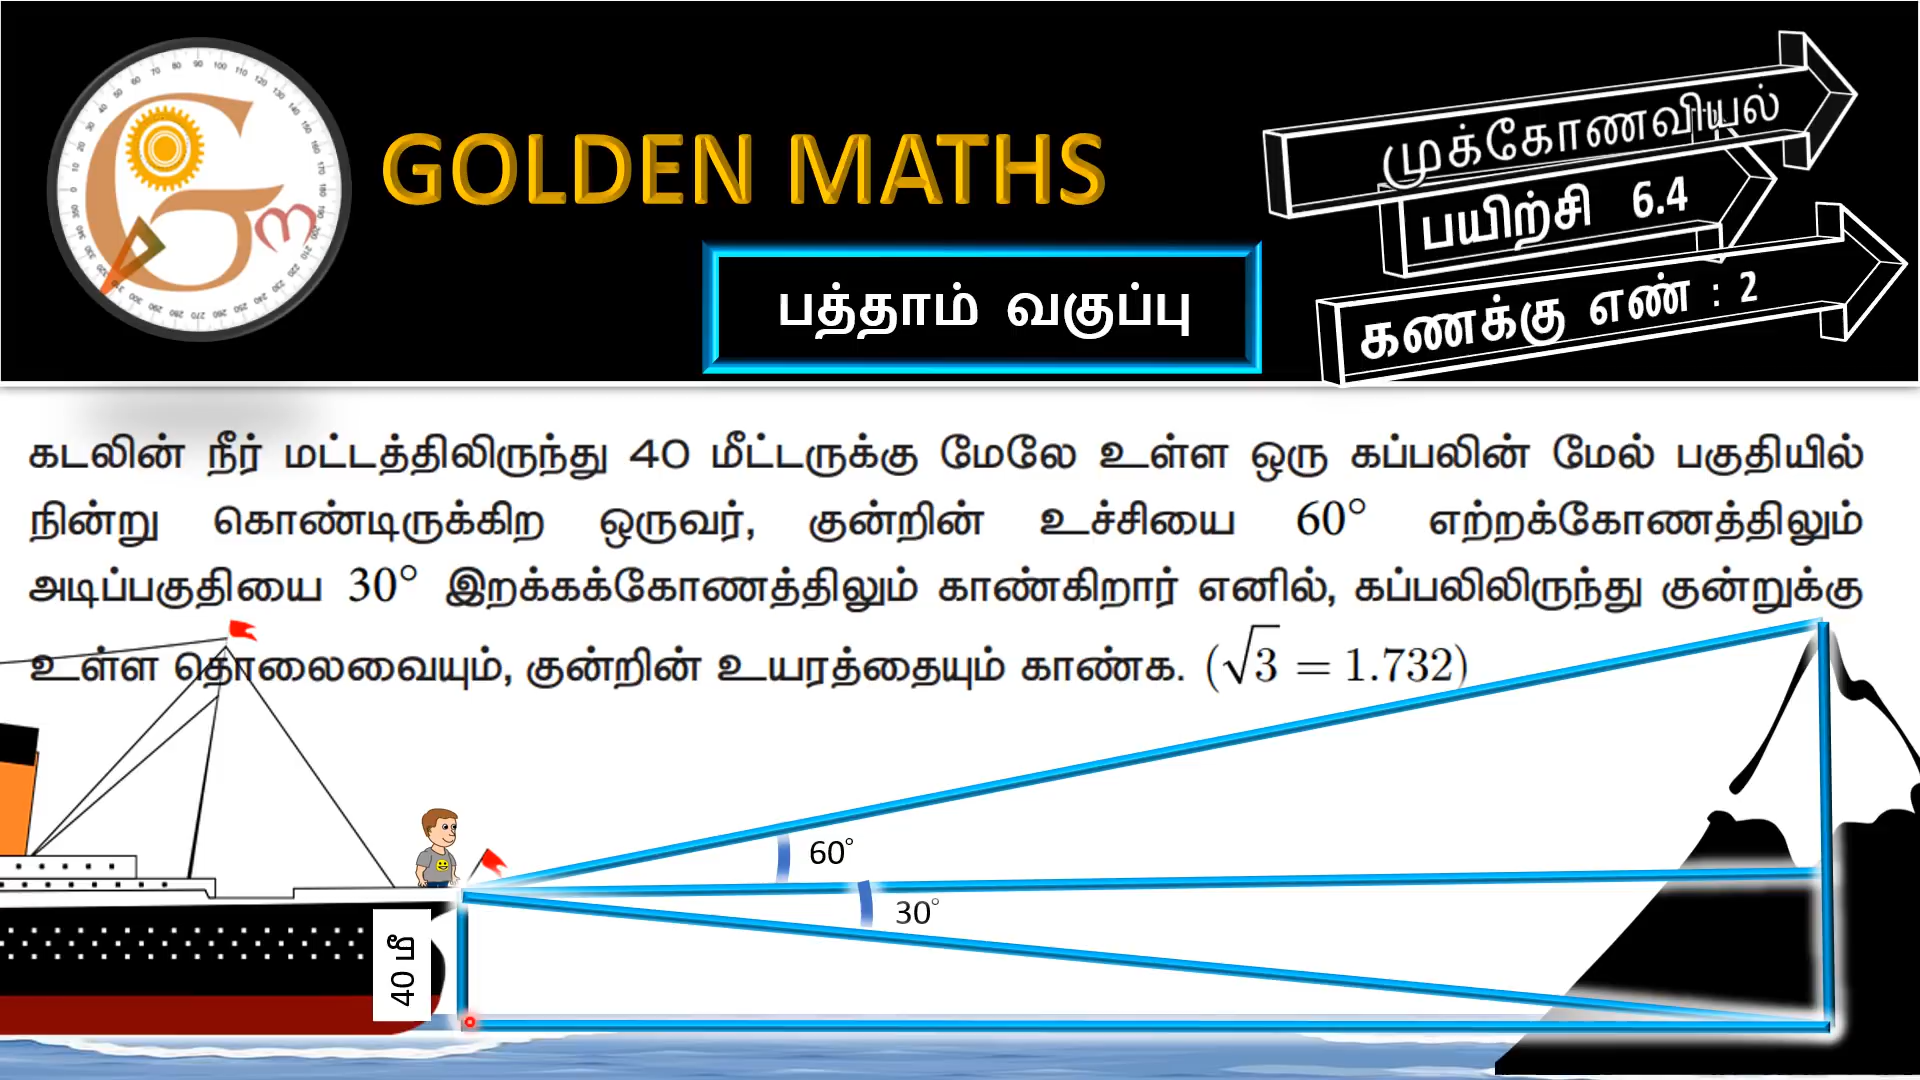 GOLDEN MATHS
முக்கோணவியல்
பயிற்சி 6.4
கணக்கு எண் : 2
பத்தாம் வகுப்பு
கடலின் நீர் மட்டத்திலிருந்து 40 மீட்டருக்கு மேலே உள்ள ஒரு கப்பலின் மேல் பகுதியில்
நின்று கொண்டிருக்கிற ஒருவர், குன்றின் உச்சியை 60° எற்றக்கோணத்திலும்
அடிப்பகுதியை 30° இறக்கக்கோணத்திலும் காண்கிறார் எனில், கப்பலிலிருந்து குன்றுக்கு
உள்ள தொலைவையும், குன்றின் உயரத்தையும் காண்க. (√3 = 1.732)
60°
30°
40 மீ